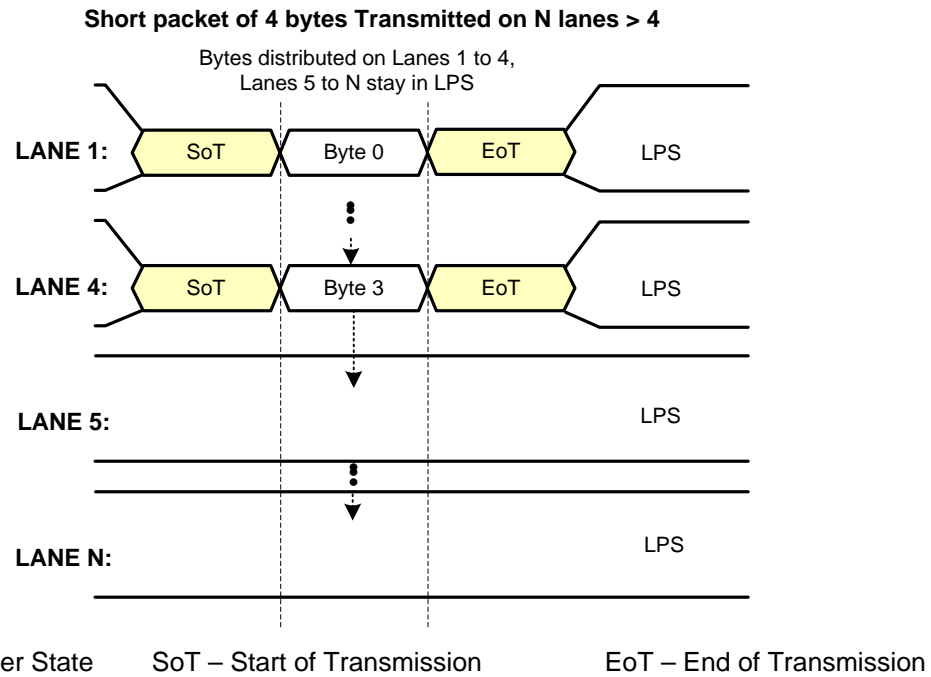 Short packet of 4 bytes Transmitted on N lanes > 4
Bytes distributed on Lanes 1 to 4,
Lanes 5 to N stay in LPS
LANE 1: SoT Byte 0 EoT LPS
LANE 4: SoT Byte 3 EoT LPS
LANE 5: LPS
LANE N: LPS
er State SoT – Start of Transmission EoT – End of Transmission